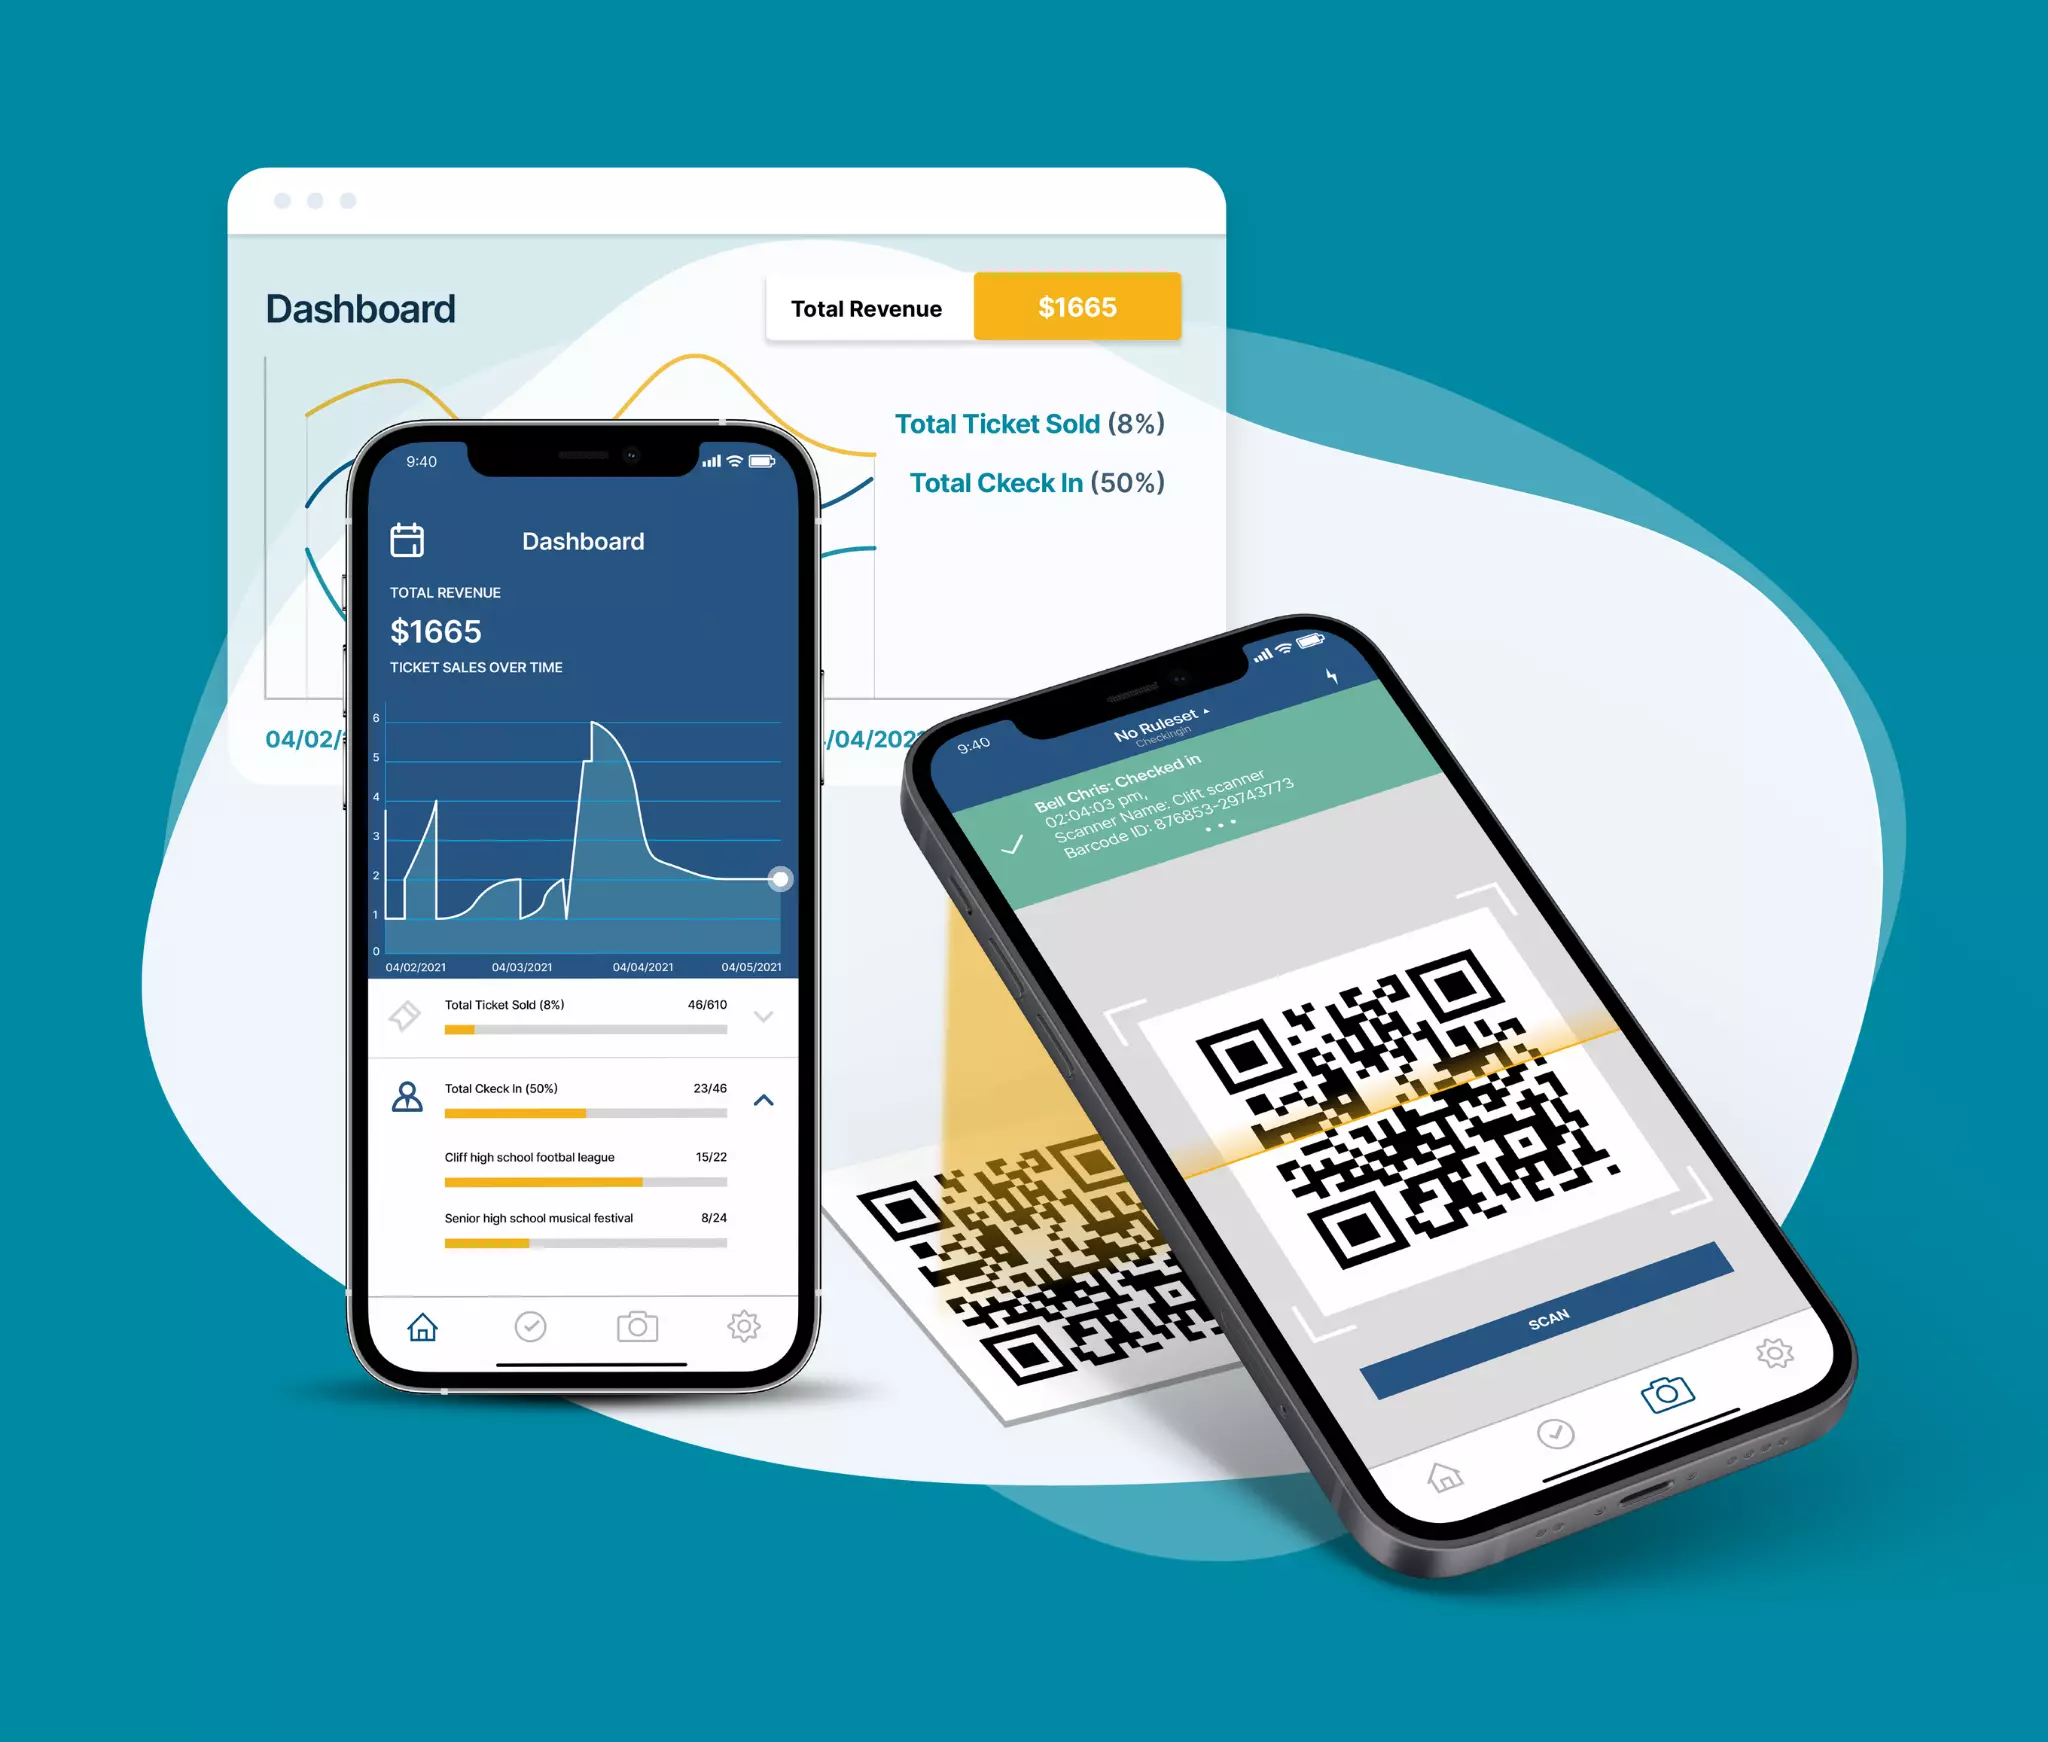 Dashboard
Total Revenue
$1665
Total Ticket Sold (8%)
Total Ckeck In (50%)
04/02/
/04/202
9:40
Dashboard
TOTAL REVENUE
$1665
TICKET SALES OVER TIME
6
5
4
3
2
1
0
04/02/2021
04/03/2021
04/04/2021
04/05/2021
Total Ticket Sold (8%)
46/610
Total Ckeck In (50%)
23/46
Cliff high school footbal league
15/22
Senior high school musical festival
8/24
9:40
No Ruleset
Checkingin
Bell Chris: Checked in
02:04:03 pm,
Scanner Name: Clift scanner
Barcode ID: 876853-29743773
SCAN